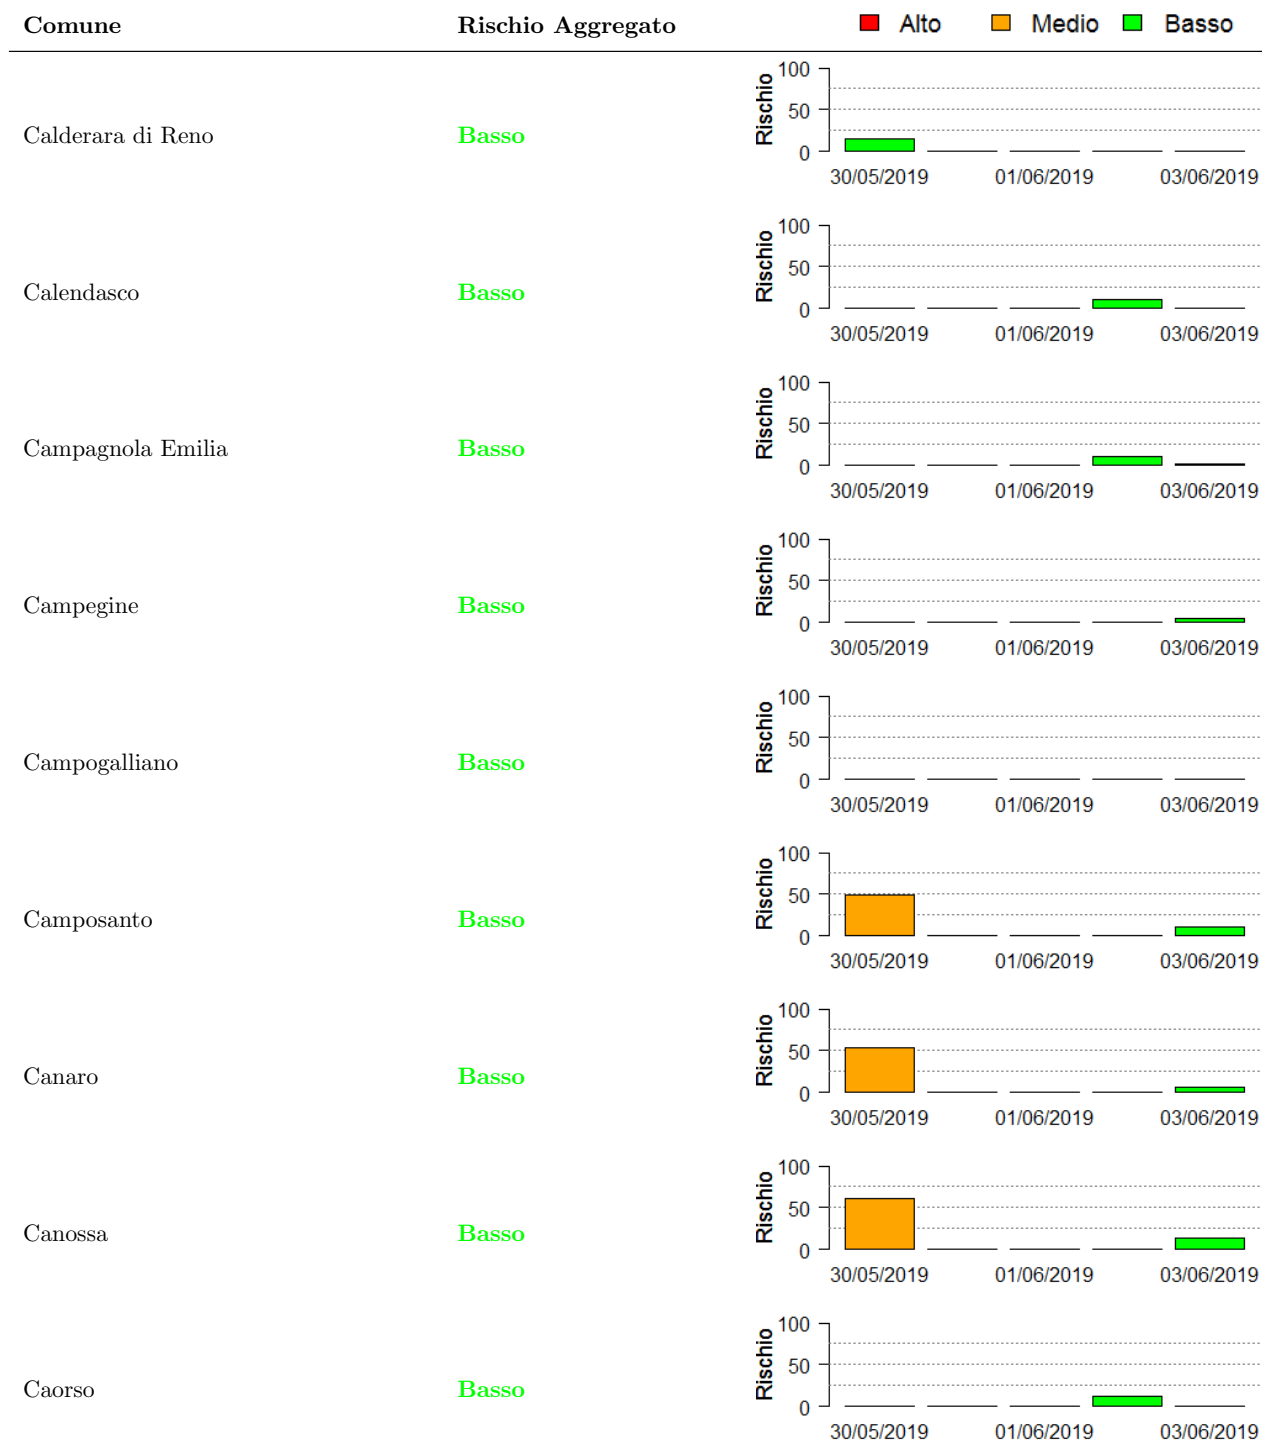 Comune Rischio Aggregato Alto Medio Basso
Calderara di Reno Basso
Rischio
100
50
0
30/05/2019 01/06/2019 03/06/2019
Calendasco Basso
Rischio
100
50
0
30/05/2019 01/06/2019 03/06/2019
Campagnola Emilia Basso
Rischio
100
50
0
30/05/2019 01/06/2019 03/06/2019
Campegine Basso
Rischio
100
50
0
30/05/2019 01/06/2019 03/06/2019
Campogalliano Basso
Rischio
100
50
0
30/05/2019 01/06/2019 03/06/2019
Camposanto Basso
Rischio
100
50
0
30/05/2019 01/06/2019 03/06/2019
Canaro Basso
Rischio
100
50
0
30/05/2019 01/06/2019 03/06/2019
Canossa Basso
Rischio
100
50
0
30/05/2019 01/06/2019 03/06/2019
Caorso Basso
Rischio
100
50
0
30/05/2019 01/06/2019 03/06/2019